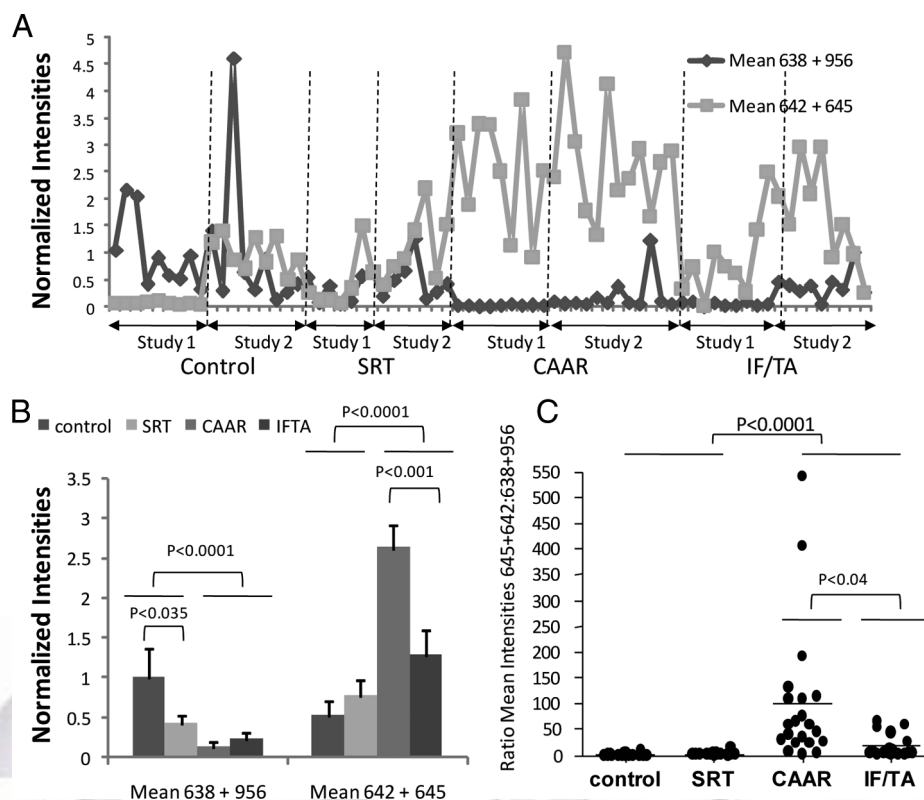 A
Normalized Intensities
5
4.5
4
3.5
3
2.5
2
1.5
1
0.5
0
Mean 638 + 956
Mean 642 + 645
Study 1 Study 2 Study 1 Study 2 Study 1 Study 2 Study 1 Study 2
Control SRT CAAR IF/TA
B
control SRT CAAR IFTA
Normalized Intensities
3.5
3
2.5
2
1.5
1
0.5
0
P<0.0001
P<0.035
P<0.0001
P<0.001
Mean 638 + 956 Mean 642 + 645
C
Ratio Mean Intensities 645+642:638+956
550
500
450
400
350
300
250
200
150
100
50
0
P<0.0001
P<0.04
control SRT CAAR IF/TA